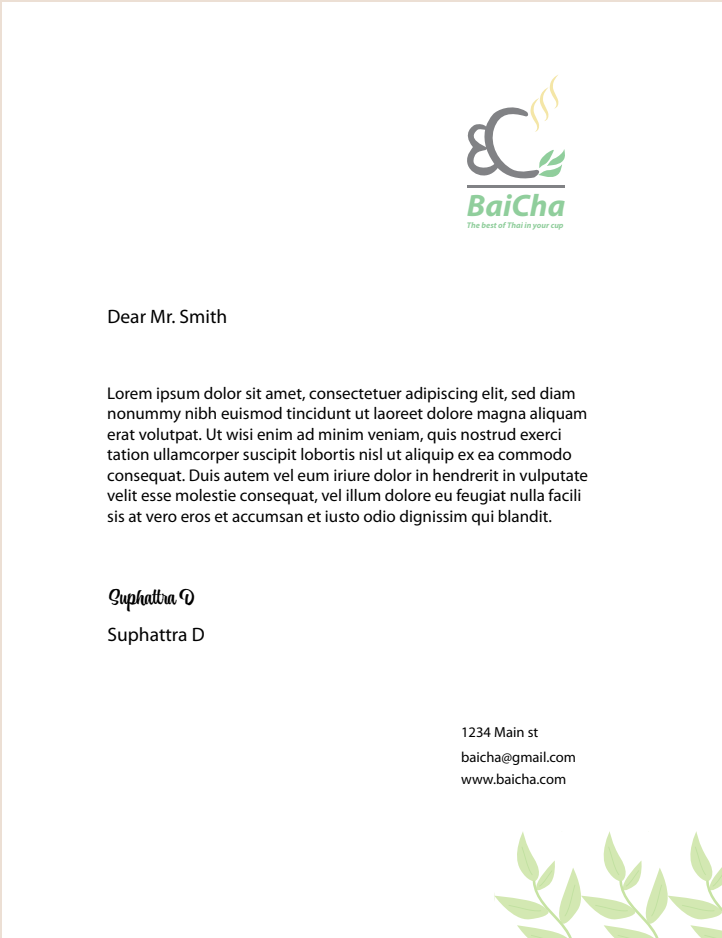 BaiCha
The best of Thai in your cup
Dear Mr. Smith
Lorem ipsum dolor sit amet, consectetuer adipiscing elit, sed diam
nonummy nibh euismod tincidunt ut laoreet dolore magna aliquam
erat volutpat. Ut wisi enim ad minim veniam, quis nostrud exerci
tation ullamcorper suscipit lobortis nisl ut aliquip ex ea commodo
consequat. Duis autem vel eum iriure dolor in hendrerit in vulputate
velit esse molestie consequat, vel illum dolore eu feugiat nulla facili
sis at vero eros et accumsan et iusto odio dignissim qui blandit.
Suphattra D
Suphattra D
1234 Main st
baicha@gmail.com
www.baicha.com